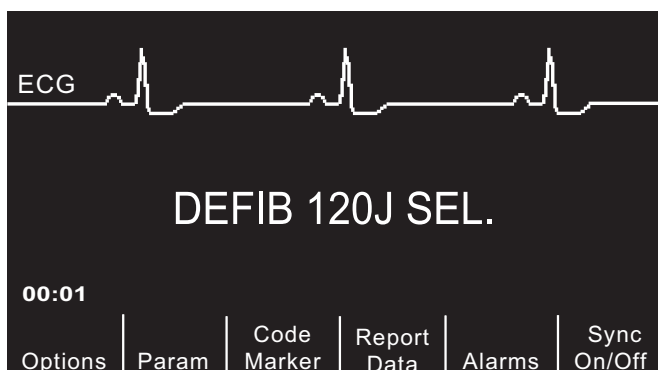 ECG
DEFIB 120J SEL.
00:01
Options Param Code Marker Report Data Alarms Sync On/Off